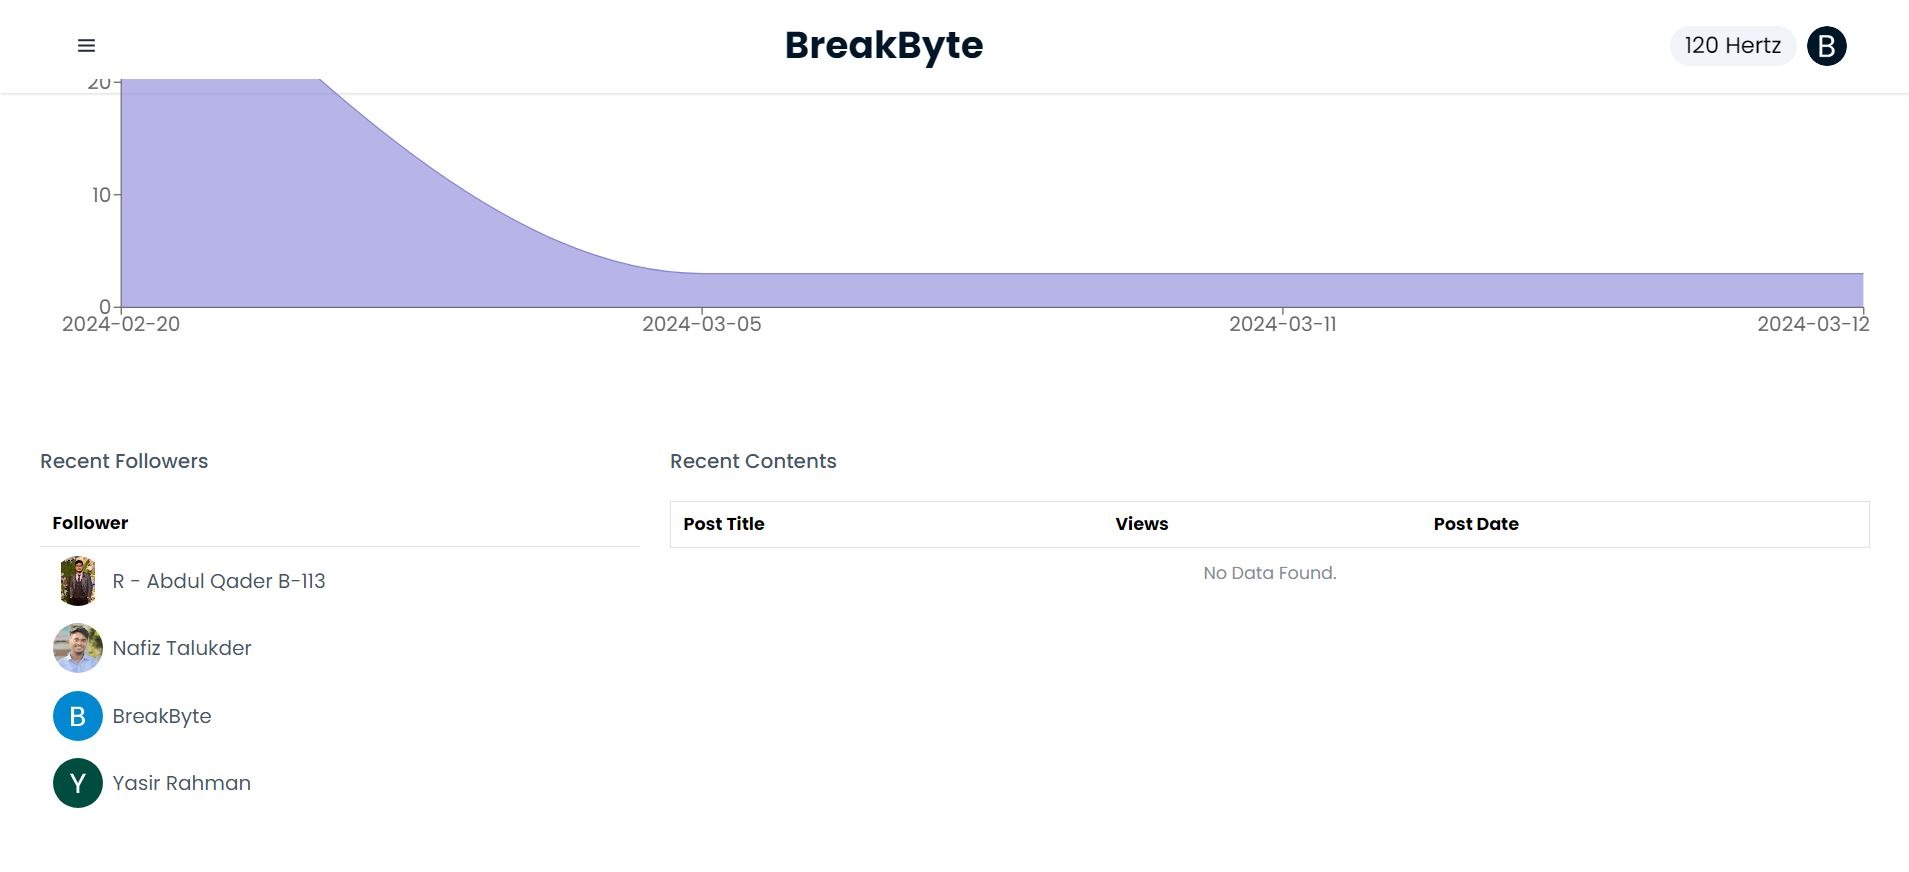 BreakByte
120 Hertz
B
20
10
0
2024-02-20
2024-03-05
2024-03-11
2024-03-12
Recent Followers
Follower
R - Abdul Qader B-113
Nafiz Talukder
B
BreakByte
Y
Yasir Rahman
Recent Contents
Post Title
Views
Post Date
No Data Found.